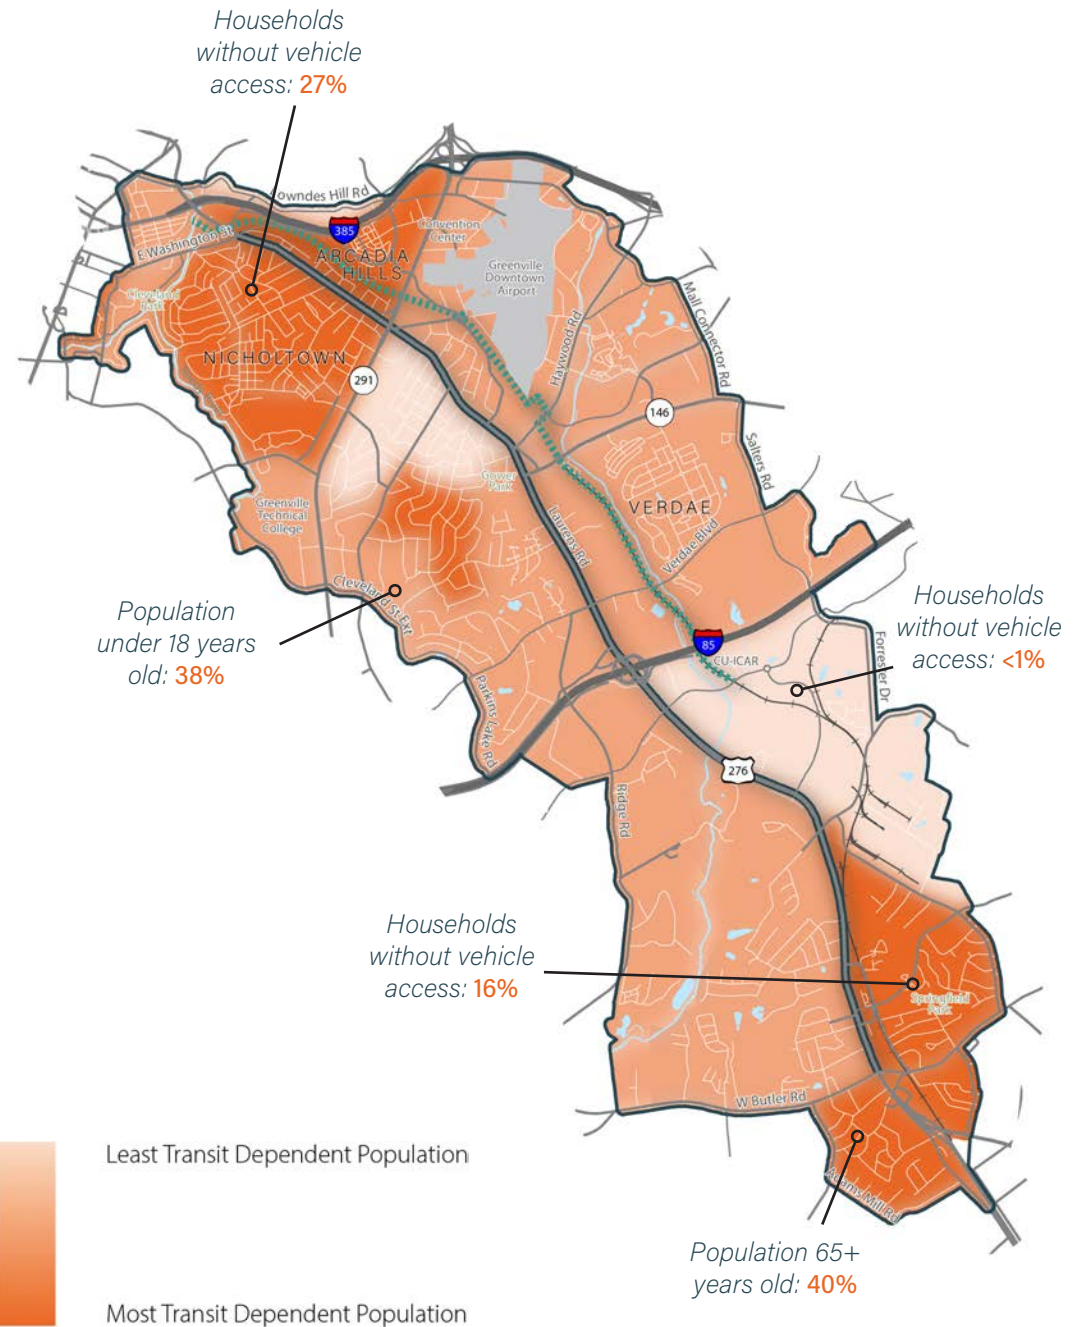 Households
without vehicle
access: 27%
owndes Hill Rd
385
Convention
Center
E Washington St
ARCADIA
HILLS
Greenville
Downtown
Airport
Cleveland
Park
Mall Connector Rd
Haywood Rd
NICHOLTOWN
291
146
Salters Rd
Gower
Park
Greenville
Technical
College
VERDAE
Laurens Rd
Verdae Blvd
Cleveland St Ext
Population
under 18 years
old: 38%
Households
without vehicle
access: <1%
85
CU-ICAR
Forrester Dr
Parkins Lake Rd
276
Ridge Rd
Households
without vehicle
access: 16%
Springfield
Park
W Butler Rd
Adams Mill Rd
Least Transit Dependent Population
Population 65+
years old: 40%
Most Transit Dependent Population